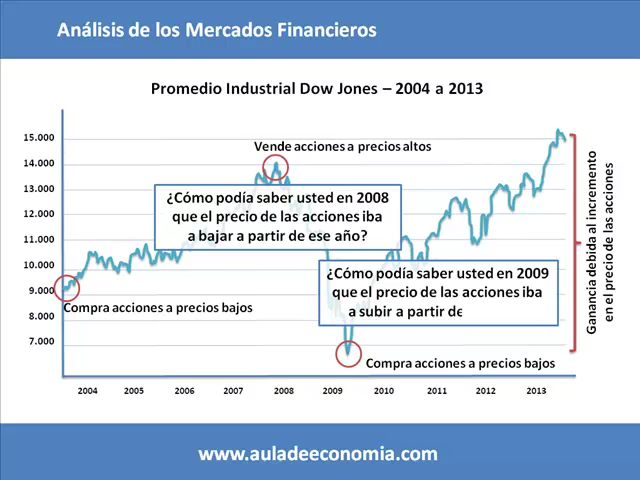 Análisis de los Mercados Financieros
Promedio Industrial Dow Jones – 2004 a 2013
15.000
14.000
13.000
12.000
11.000
10.000
9.000
8.000
7.000
Vende acciones a precios altos
¿Cómo podía saber usted en 2008
que el precio de las acciones iba
a bajar a partir de ese año?
¿Cómo podía saber usted en 2009
que el precio de las acciones iba
a subir a partir de
Compra acciones a precios bajos
Compra acciones a precios bajos
Ganancia debida al incremento
en el precio de las acciones
2004 2005 2006 2007 2008 2009 2010 2011 2012 2013
www.auladeeconomia.com